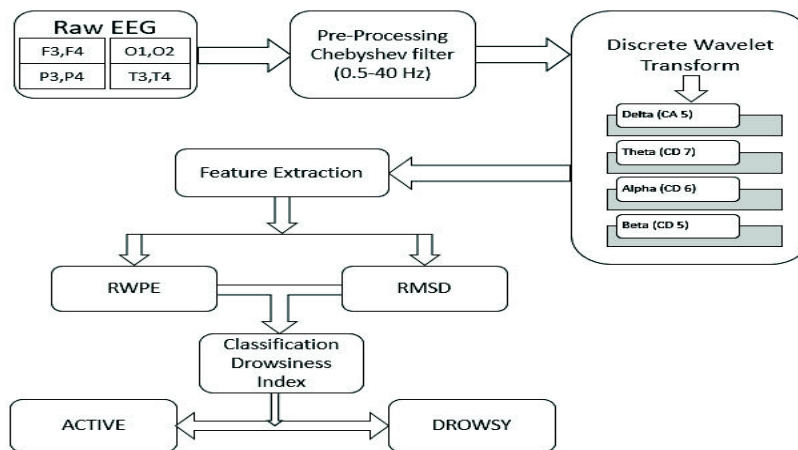 Raw EEG
F3,F4
O1,O2
P3,P4
T3,T4
Pre-Processing
Chebyshev filter
(0.5-40 Hz)
Discrete Wavelet
Transform
Delta (CA 5)
Theta (CD 7)
Alpha (CD 6)
Beta (CD 5)
Feature Extraction
RWPE
RMSD
Classification
Drowsiness
Index
ACTIVE
DROWSY